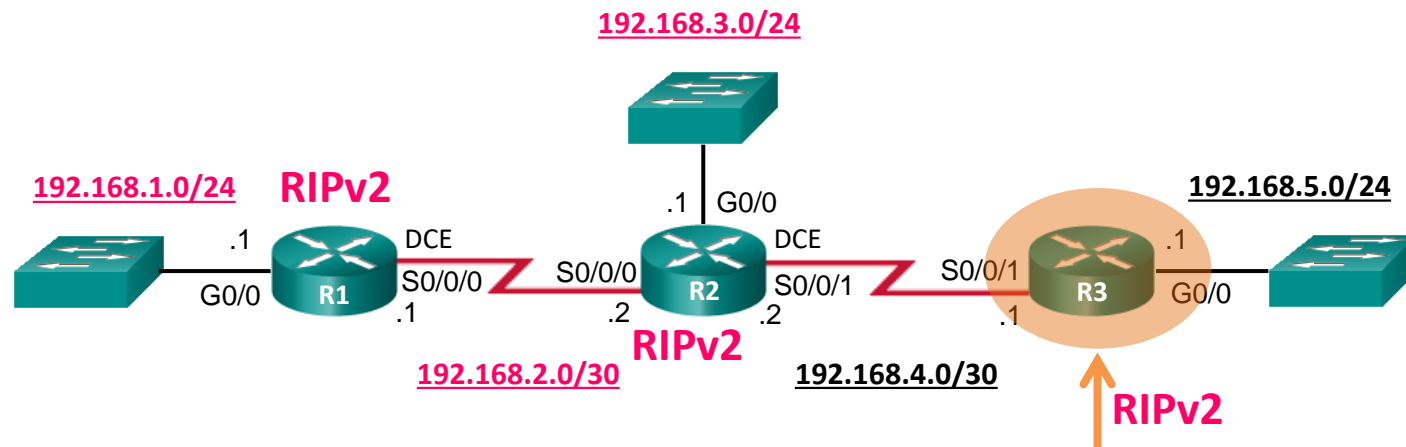 192.168.3.0/24
192.168.1.0/24
RIPv2
192.168.5.0/24
.1
G0/0
.1
DCE
DCE
.1
G0/0
R1
S0/0/0
S0/0/0
R2
S0/0/1
S0/0/1
R3
G0/0
.1
.2
.2
.1
RIPv2
192.168.2.0/30
192.168.4.0/30
RIPv2